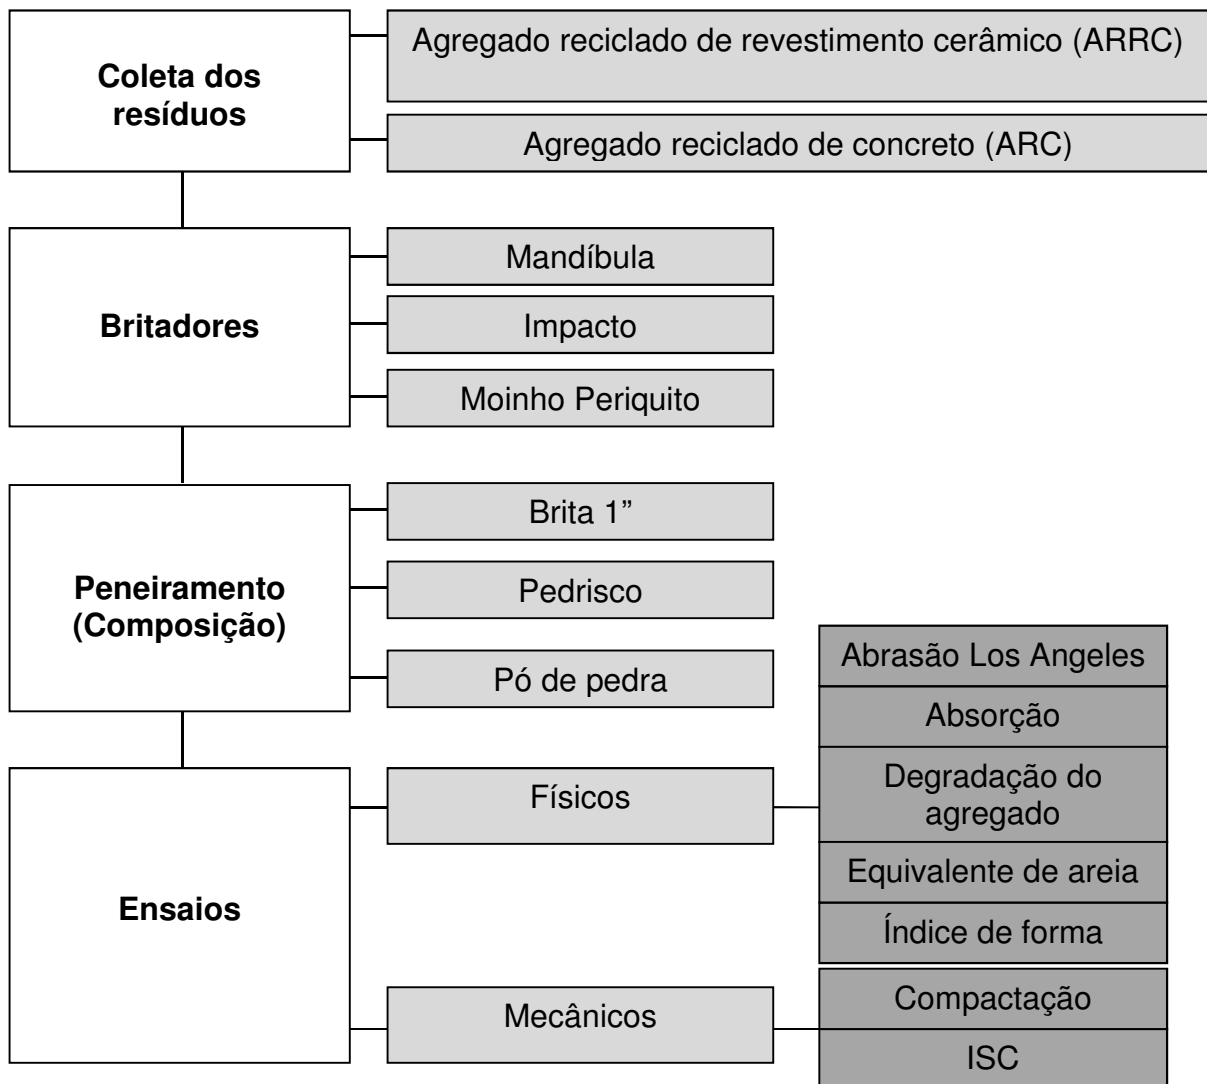 Coleta dos
resíduos
Agregado reciclado de revestimento cerâmico (ARRC)
Agregado reciclado de concreto (ARC)
Britadores
Mandíbula
Impacto
Moinho Periquito
Peneiramento
(Composição)
Brita 1”
Pedrisco
Pó de pedra
Ensaios
Físicos
Abrasão Los Angeles
Absorção
Degradação do
agregado
Equivalente de areia
Índice de forma
Mecânicos
Compactação
ISC